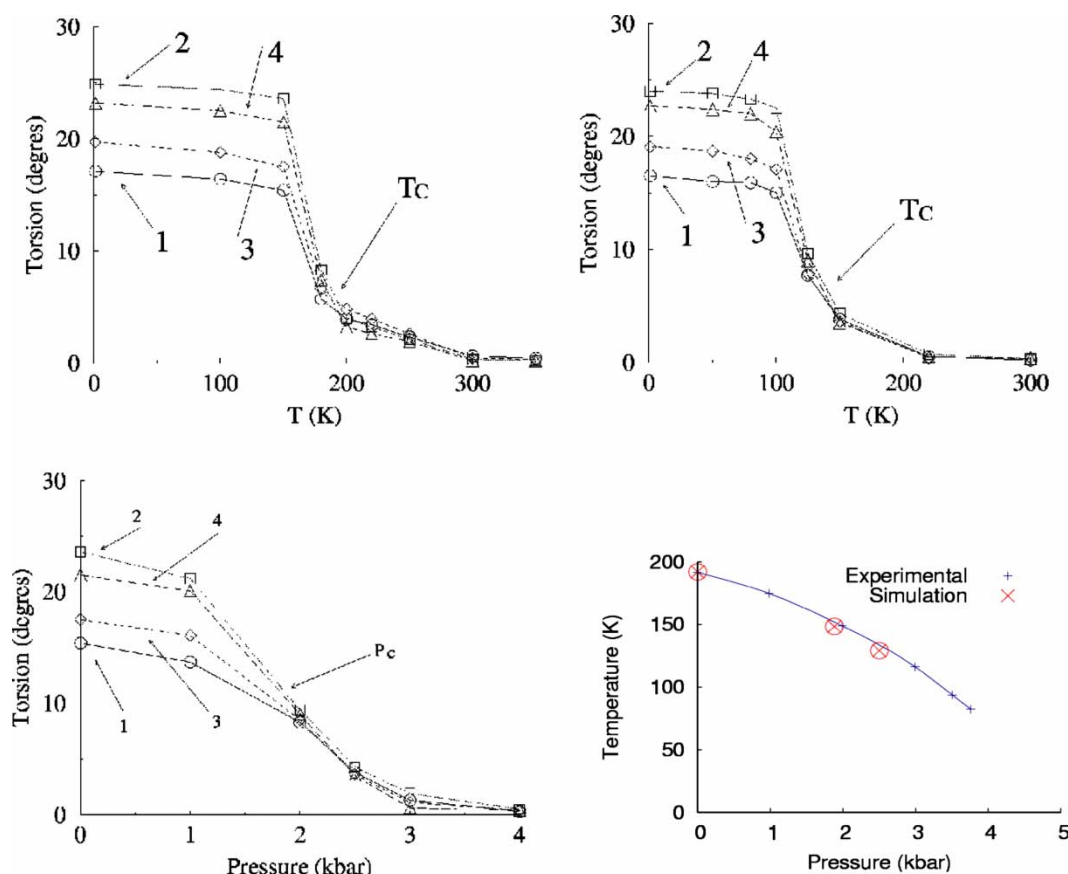 30
20
10
0
Torsion (degres)
2
4
1
3
TC
0 100 200 300
T (K)
30
20
10
0
Torsion (degres)
2
4
1
3
TC
0 100 200 300
T (K)
30
20
10
0
Torsion (degres)
2
4
1
3
Pc
0 1 2 3 4
Pressure (kbar)
200
150
100
50
0
Temperature (K)
Experimental
Simulation
0 1 2 3 4 5
Pressure (kbar)